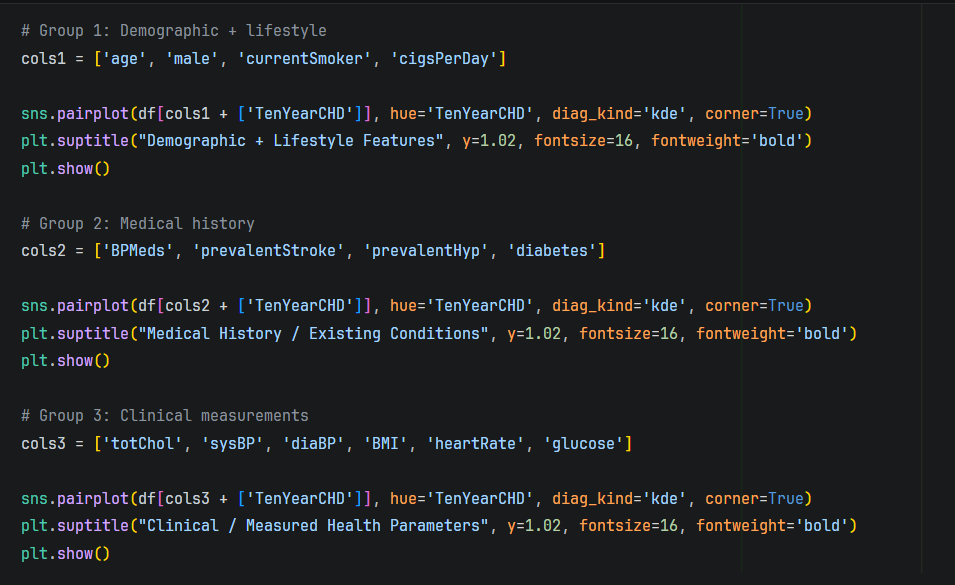 # Group 1: Demographic + lifestyle
cols1 = ['age', 'male', 'currentSmoker', 'cigsPerDay']
sns.pairplot(df[cols1 + ['TenYearCHD']], hue='TenYearCHD', diag_kind='kde', corner=True)
plt.suptitle("Demographic + Lifestyle Features", y=1.02, fontsize=16, fontweight='bold')
plt.show()
# Group 2: Medical history
cols2 = ['BPMeds', 'prevalentStroke', 'prevalentHyp', 'diabetes']
sns.pairplot(df[cols2 + ['TenYearCHD']], hue='TenYearCHD', diag_kind='kde', corner=True)
plt.suptitle("Medical History / Existing Conditions", y=1.02, fontsize=16, fontweight='bold')
plt.show()
# Group 3: Clinical measurements
cols3 = ['totChol', 'sysBP', 'diaBP', 'BMI', 'heartRate', 'glucose']
sns.pairplot(df[cols3 + ['TenYearCHD']], hue='TenYearCHD', diag_kind='kde', corner=True)
plt.suptitle("Clinical / Measured Health Parameters", y=1.02, fontsize=16, fontweight='bold')
plt.show()